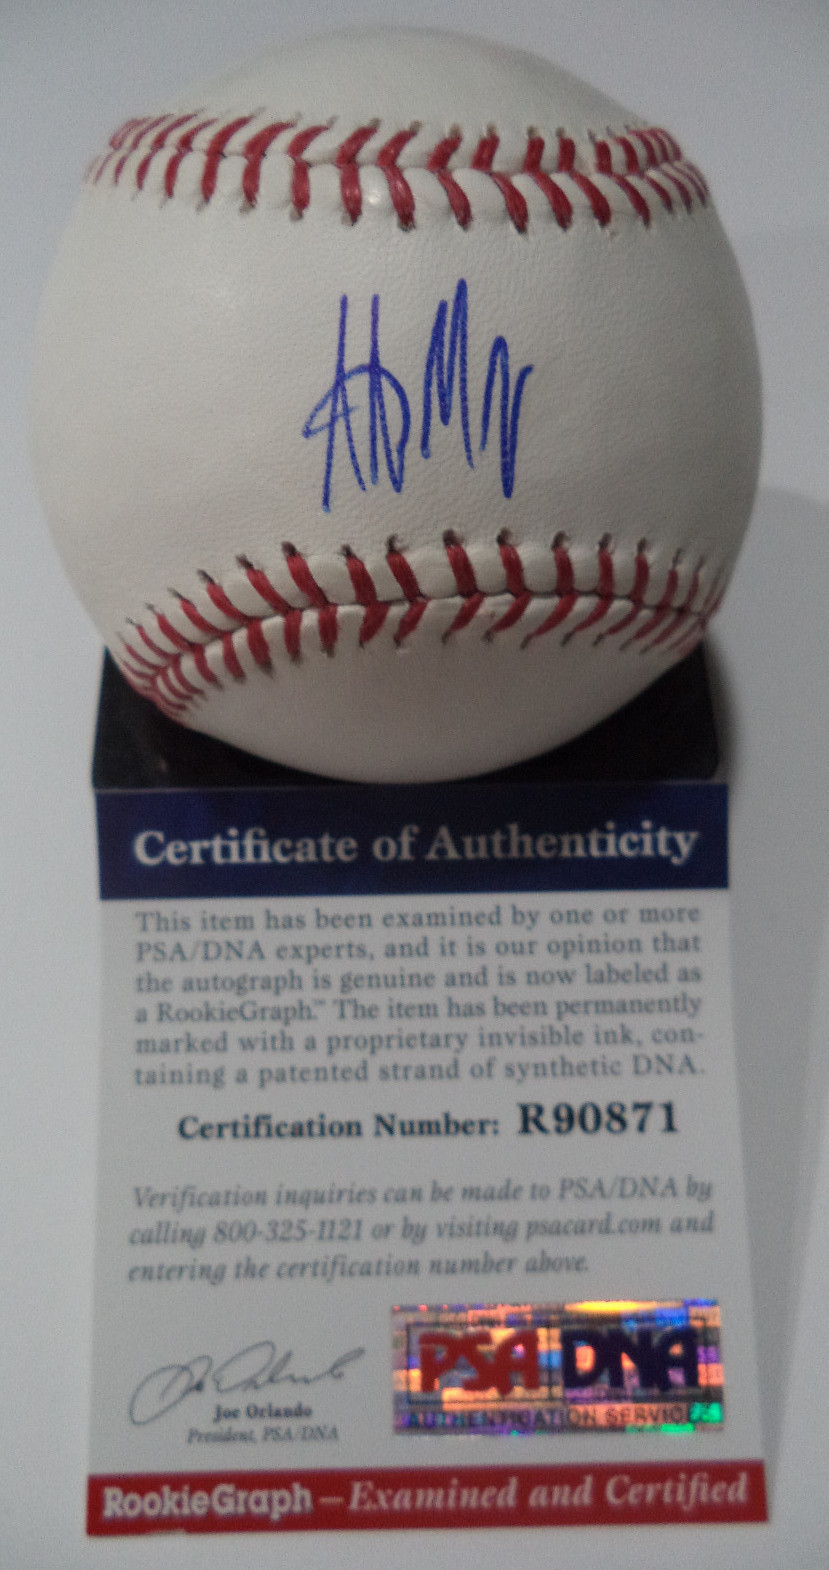 Certificate of Authenticity
This item has been examined by one or more
PSA/DNA experts, and it is our opinion that
the autograph is genuine and is now labeled as
a RookieGraph.™ The item has been permanently
marked with a proprietary invisible ink, con-
taining a patented strand of synthetic DNA.
Certification Number: R90871
Verification inquiries can be made to PSA/DNA by
calling 800-325-1121 or by visiting psacard.com and
entering the certification number above.
PSA DNA
AUTHENTICATION SERVICES
Joe Orlando
President, PSA/DNA
RookieGraph – Examined and Certified